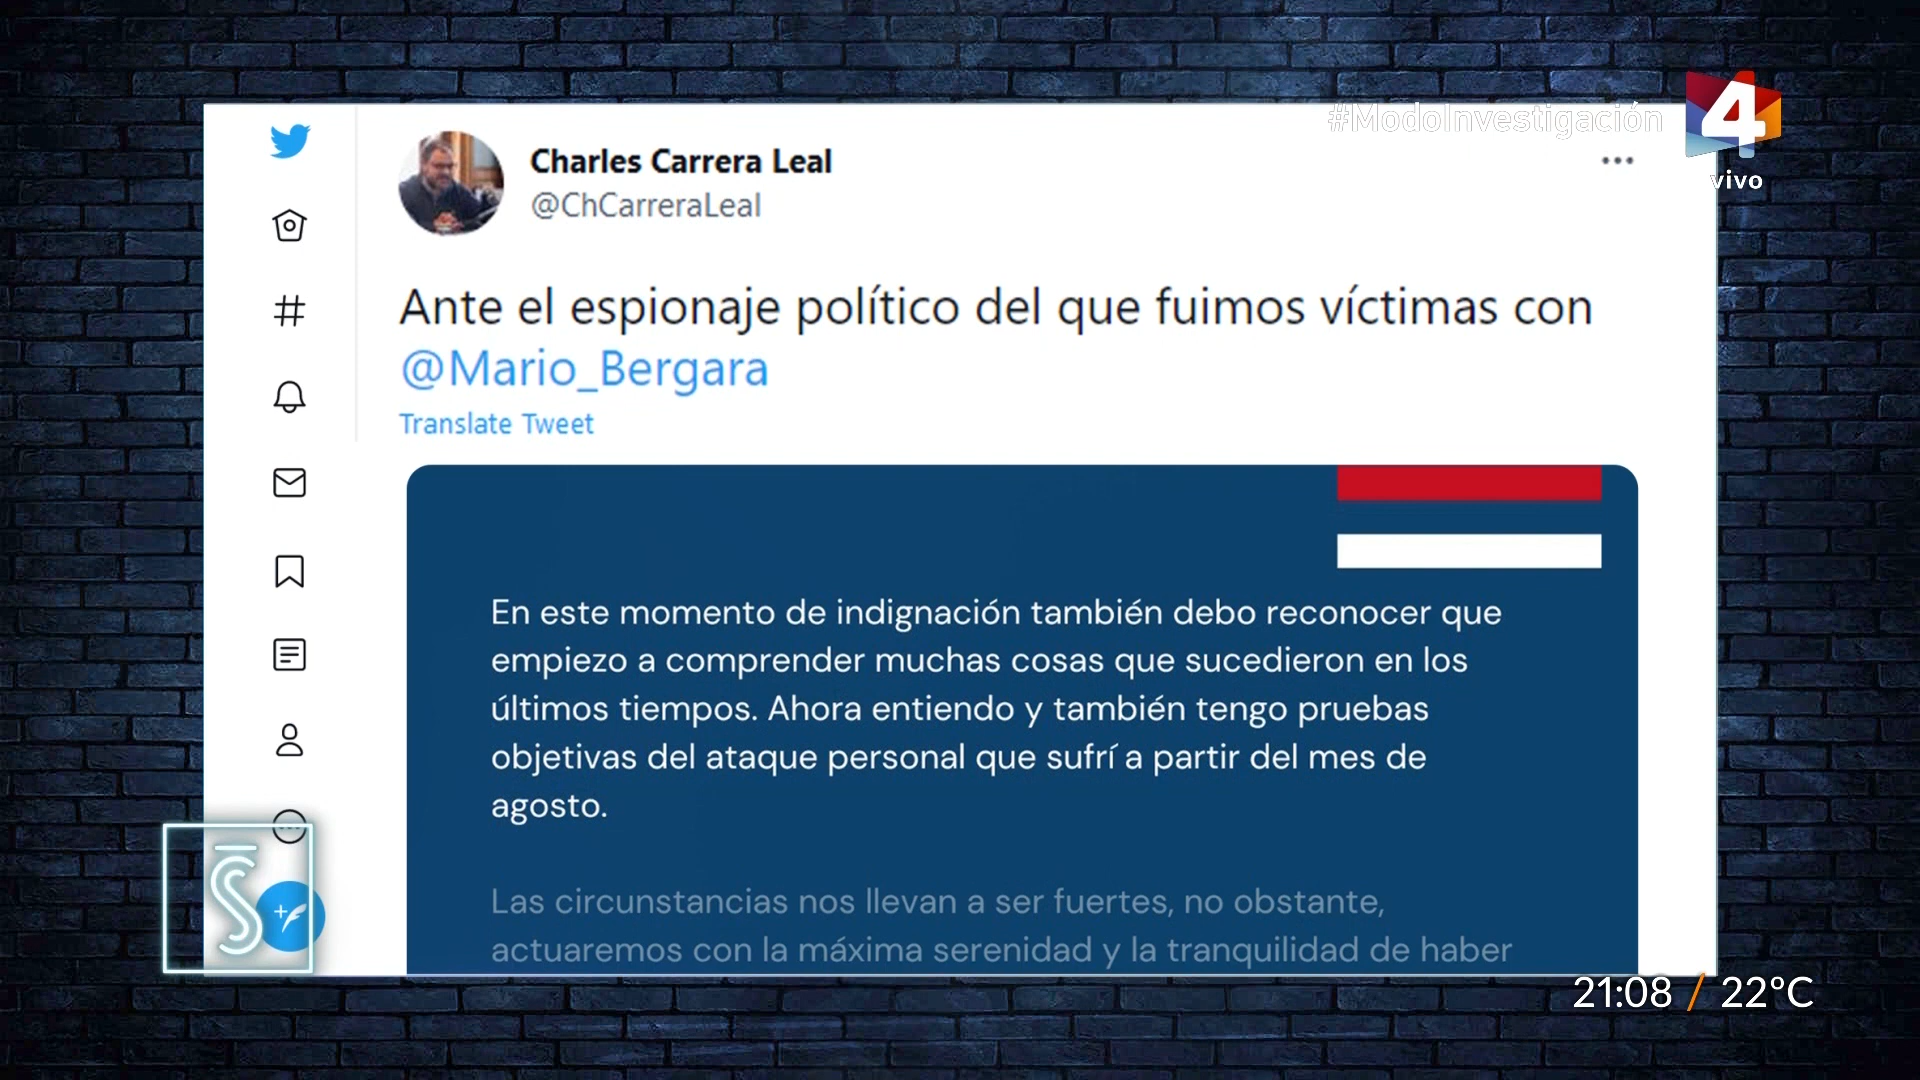 #ModoInvestigación
4
vivo
Charles Carrera Leal
@ChCarreraLeal
Ante el espionaje político del que fuimos víctimas con
@Mario_Bergara
Translate Tweet
En este momento de indignación también debo reconocer que
empiezo a comprender muchas cosas que sucedieron en los
últimos tiempos. Ahora entiendo y también tengo pruebas
objetivas del ataque personal que sufrí a partir del mes de
agosto.
Las circunstancias nos llevan a ser fuertes, no obstante,
actuaremos con la máxima serenidad y la tranquilidad de haber
S
21:08 / 22°C